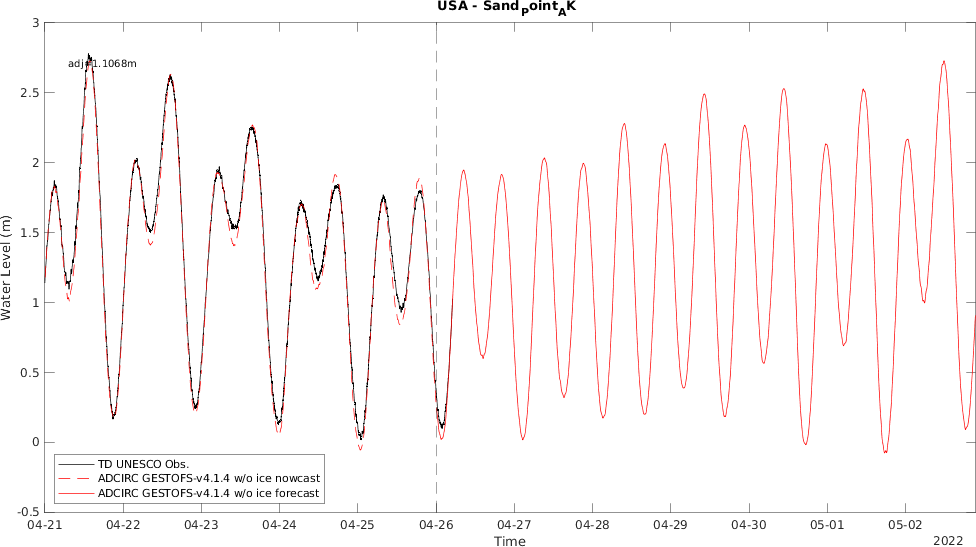 USA - Sand_Point_AK
3
2.5
2
1.5
1
0.5
0
-0.5
Water Level (m)
adj=1.1068m
TD UNESCO Obs.
ADCIRC GESTOFS-v4.1.4 w/o ice nowcast
ADCIRC GESTOFS-v4.1.4 w/o ice forecast
04-21 04-22 04-23 04-24 04-25 04-26 04-27 04-28 04-29 04-30 05-01 05-02
Time
2022